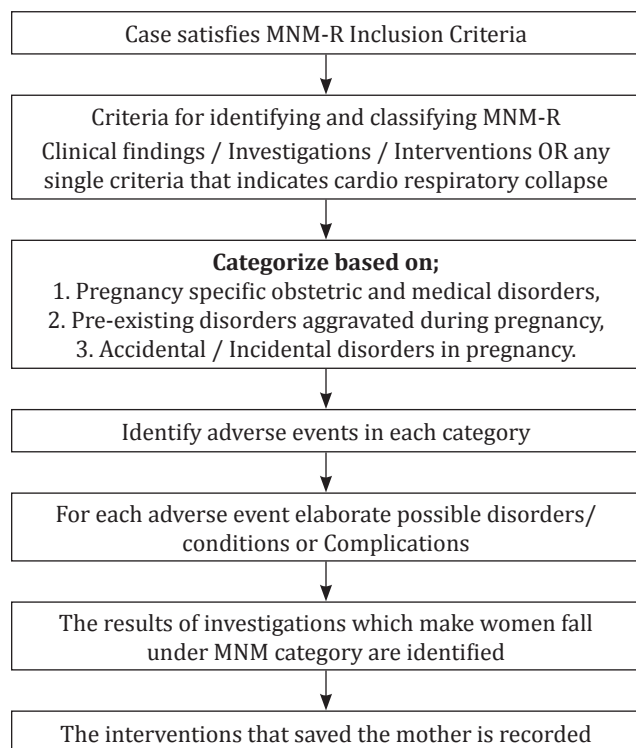 Case satisfies MNM-R Inclusion Criteria
Criteria for identifying and classifying MNM-R
Clinical findings / Investigations / Interventions OR any
single criteria that indicates cardio respiratory collapse
Categorize based on;
1. Pregnancy specific obstetric and medical disorders,
2. Pre-existing disorders aggravated during pregnancy,
3. Accidental / Incidental disorders in pregnancy.
Identify adverse events in each category
For each adverse event elaborate possible disorders/
conditions or Complications
The results of investigations which make women fall
under MNM category are identified
The interventions that saved the mother is recorded